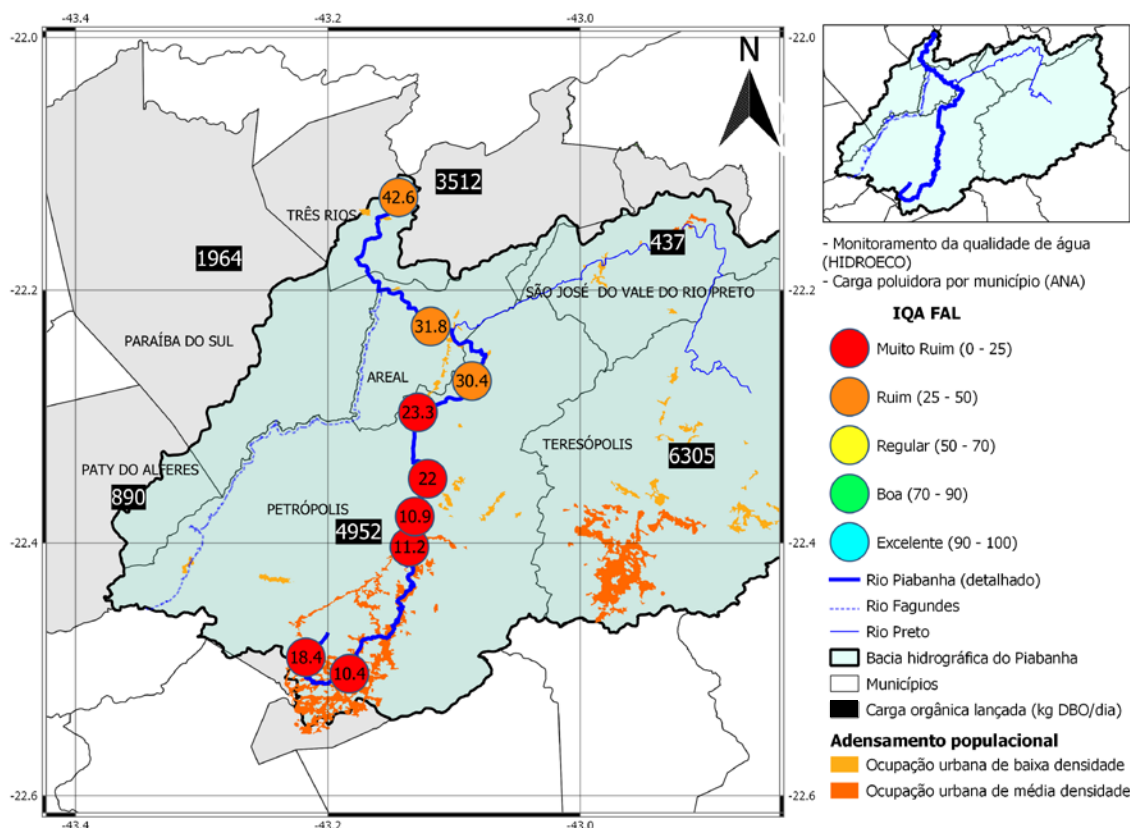 -43.4
-43.2
-43.0
-22.0
-22.0
N
42.6
3512
TRÊS RIOS
1964
437
-22.2
-22.2
SÃO JOSÉ DO VALE DO RIO PRETO
31.8
PARAÍBA DO SUL
AREAL
30.4
23.3
TERESÓPOLIS
6305
PATY DO ALFERES
22
890
PETRÓPOLIS
10.9
4952
11.2
-22.4
-22.4
18.4
10.4
-22.6
-22.6
-43.4
-43.2
-43.0
- Monitoramento da qualidade de água
(HIDROECO)
- Carga poluidora por município (ANA)
IQA FAL
Muito Ruim (0 - 25)
Ruim (25 - 50)
Regular (50 - 70)
Boa (70 - 90)
Excelente (90 - 100)
Rio Piabanha (detalhado)
Rio Fagundes
Rio Preto
Bacia hidrográfica do Piabanha
Municípios
Carga orgânica lançada (kg DBO/dia)
Adensamento populacional
Ocupação urbana de baixa densidade
Ocupação urbana de média densidade